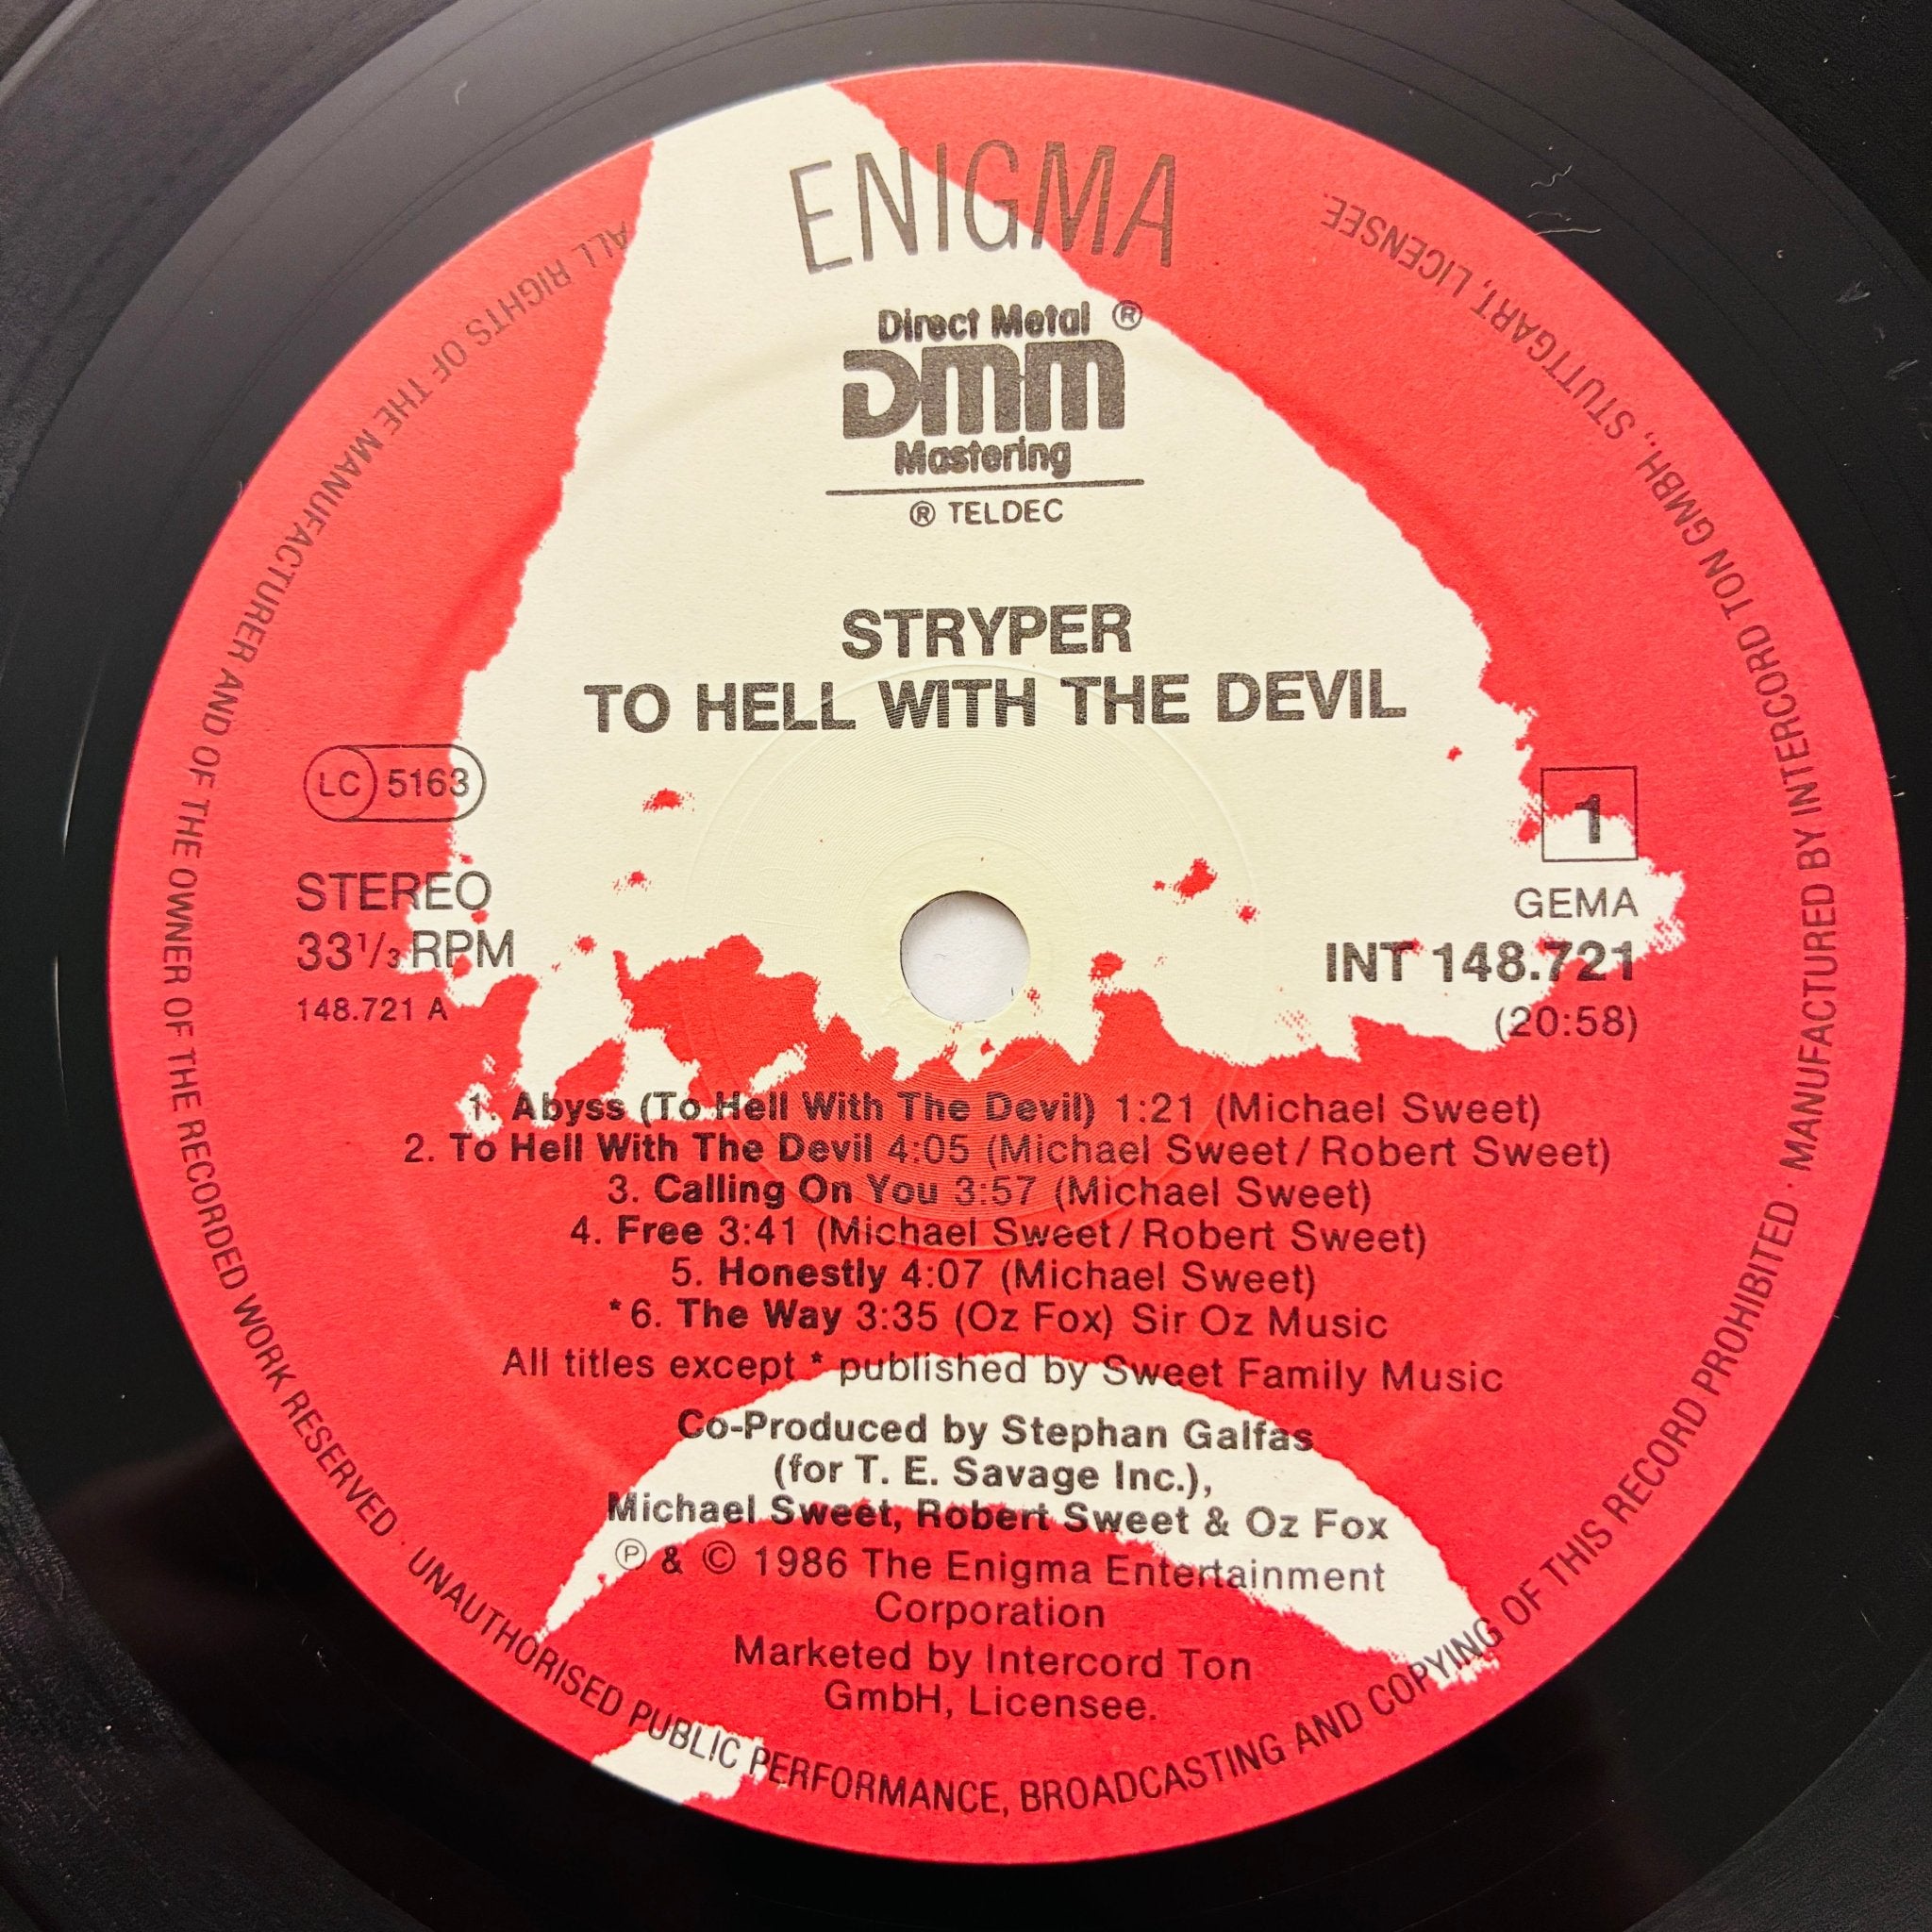 ENIGMA
Direct Metal ®
DMM
Mastering
® TELDEC
STRYPER
TO HELL WITH THE DEVIL
LC 5163
STEREO
33 1/3 RPM
148.721 A
1
GEMA
INT 148.721
(20:58)
1. Abyss (To Hell With The Devil) 1:21 (Michael Sweet)
2. To Hell With The Devil 4:05 (Michael Sweet / Robert Sweet)
3. Calling On You 3:57 (Michael Sweet)
4. Free 3:41 (Michael Sweet / Robert Sweet)
5. Honestly 4:07 (Michael Sweet)
*6. The Way 3:35 (Oz Fox) Sir Oz Music
All titles except * published by Sweet Family Music
Co-Produced by Stephan Galfas
(for T. E. Savage Inc.),
Michael Sweet, Robert Sweet & Oz Fox
℗ & © 1986 The Enigma Entertainment
Corporation
Marketed by Intercord Ton
GmbH, Licensee.
ALL RIGHTS OF THE MANUFACTURER AND OF THE OWNER OF THE RECORDED WORK RESERVED · UNAUTHORISED PUBLIC PERFORMANCE, BROADCASTING AND COPYING OF THIS RECORD PROHIBITED · MANUFACTURED BY INTERCORD TON GMBH., STUTTGART, LICENSEE.